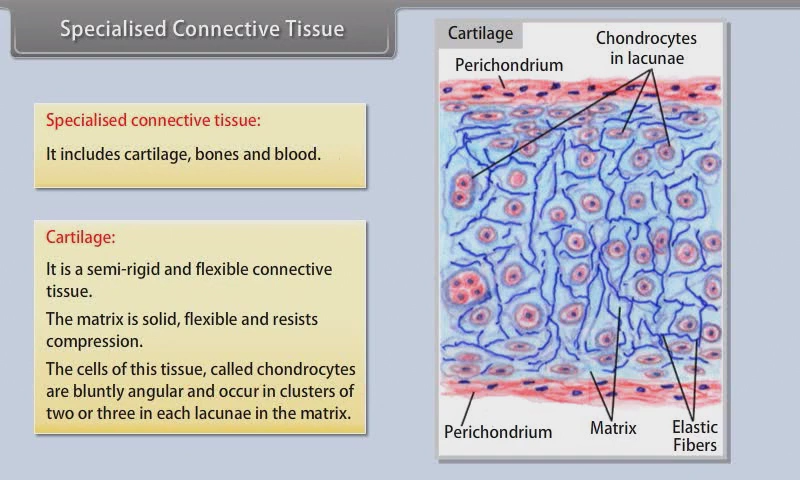 Specialised Connective Tissue
Specialised connective tissue:
It includes cartilage, bones and blood.
Cartilage:
It is a semi-rigid and flexible connective
tissue.
The matrix is solid, flexible and resists
compression.
The cells of this tissue, called chondrocytes
are bluntly angular and occur in clusters of
two or three in each lacunae in the matrix.
Cartilage
Chondrocytes
in lacunae
Perichondrium
Perichondrium
Matrix
Elastic
Fibers